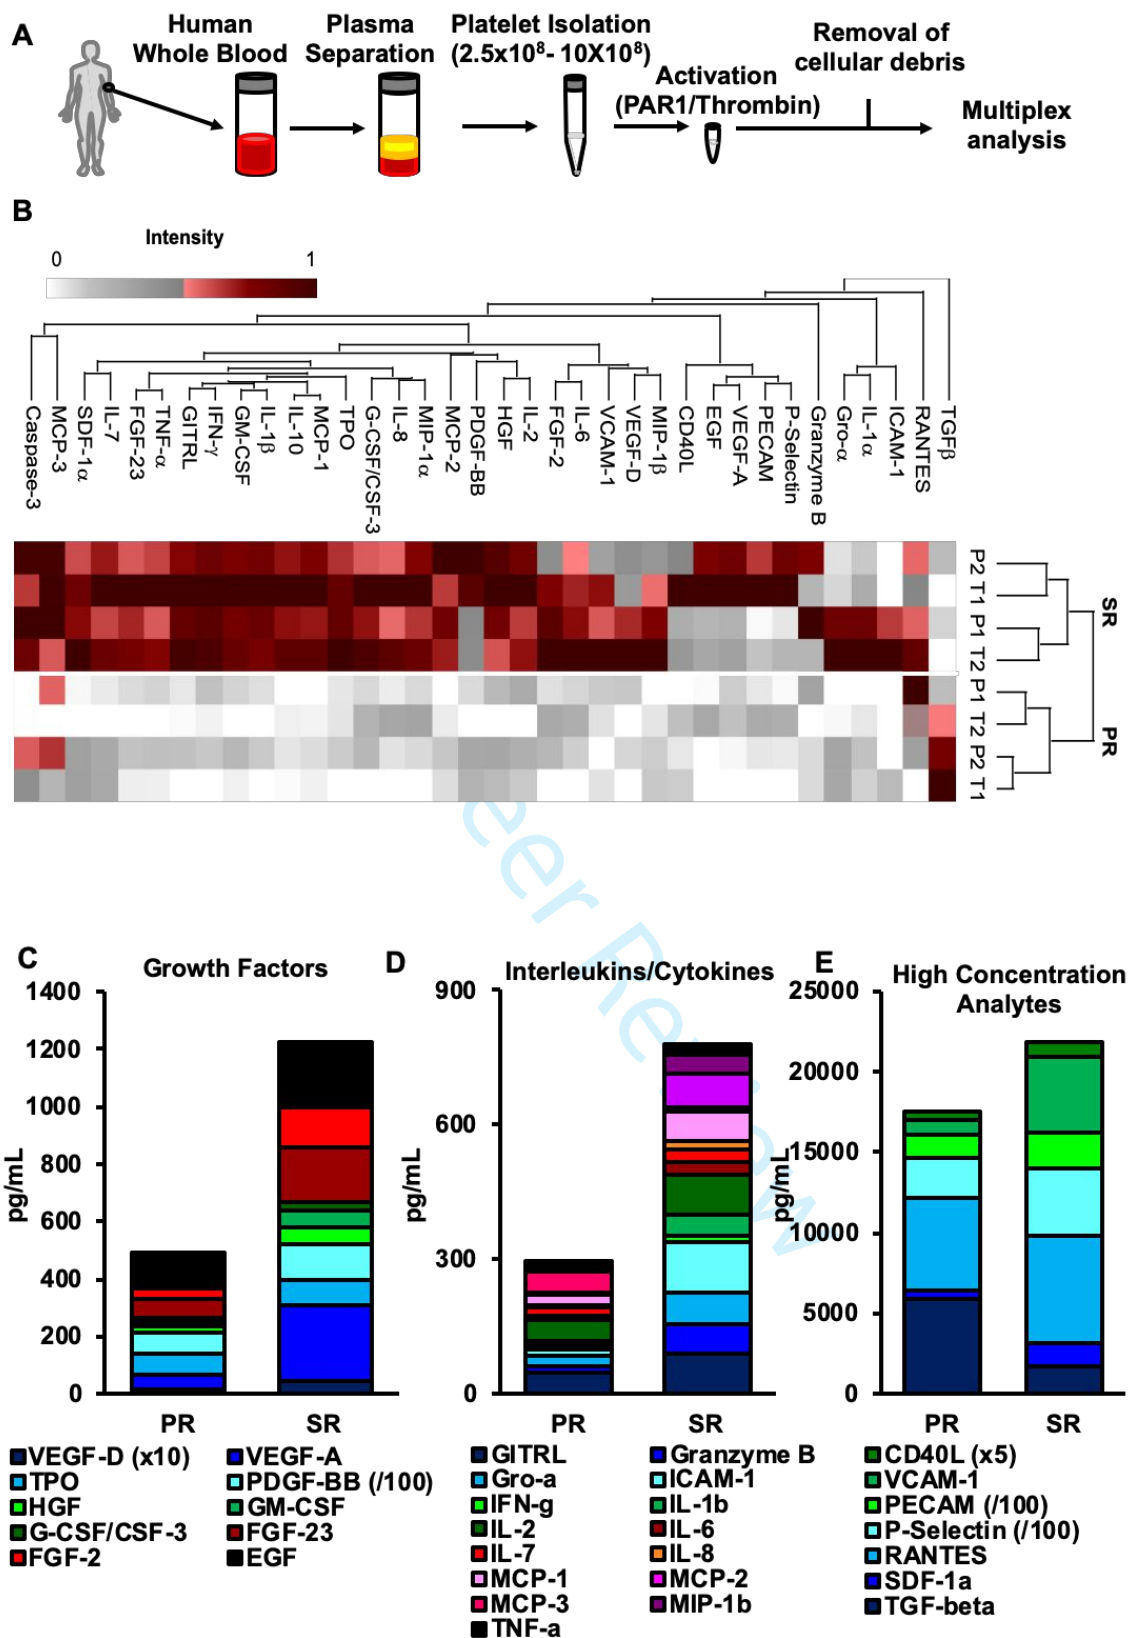 A
Human
Whole Blood
Plasma
Separation
Platelet Isolation
(2.5x10⁸- 10X10⁸)
Activation
(PAR1/Thrombin)
Removal of
cellular debris
Multiplex
analysis
B
Intensity
0 1
Caspase-3
MCP-3
SDF-1α
IL-7
FGF-23
TNF-α
GITRL
IFN-γ
GM-CSF
IL-1β
IL-10
MCP-1
TPO
G-CSF/CSF-3
IL-8
MIP-1α
MCP-2
PDGF-BB
HGF
IL-2
FGF-2
IL-6
VCAM-1
VEGF-D
MIP-1β
CD40L
EGF
VEGF-A
PECAM
P-Selectin
Granzyme B
Gro-α
IL-1α
ICAM-1
RANTES
TGFβ
P2
T1
P1
T2
SR
P1
T2
P2
T1
PR
eer Review
C
Growth Factors
1400
1200
1000
800
600
400
200
0
pg/mL
PR SR
VEGF-D (x10) VEGF-A
TPO PDGF-BB (/100)
HGF GM-CSF
G-CSF/CSF-3 FGF-23
FGF-2 EGF
D
Interleukins/Cytokines
900
600
300
0
pg/mL
PR SR
GITRL Granzyme B
Gro-a ICAM-1
IFN-g IL-1b
IL-2 IL-6
IL-7 IL-8
MCP-1 MCP-2
MCP-3 MIP-1b
TNF-a
E
High Concentration
Analytes
25000
20000
15000
10000
5000
0
pg/mL
PR SR
CD40L (x5)
VCAM-1
PECAM (/100)
P-Selectin (/100)
RANTES
SDF-1a
TGF-beta